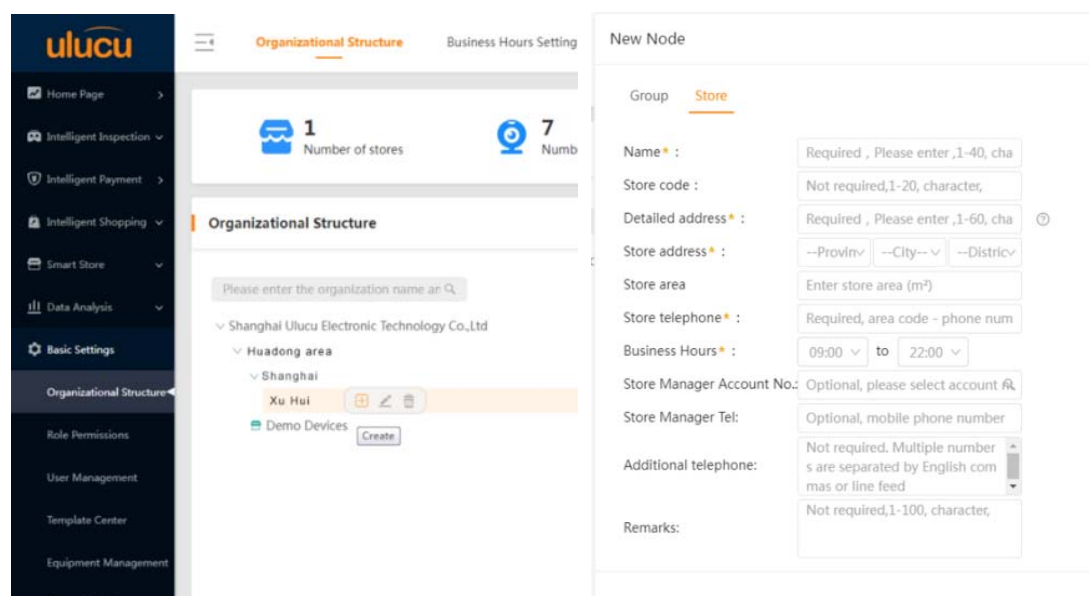 ulucu
Home Page
Intelligent Inspection
Intelligent Payment
Intelligent Shopping
Smart Store
Data Analysis
Basic Settings
Organizational Structure
Role Permissions
User Management
Template Center
Equipment Management
Organizational Structure Business Hours Setting
1
Number of stores
7
Numb
Organizational Structure
Please enter the organization name ar
Shanghai Ulucu Electronic Technology Co.,Ltd
Huadong area
Shanghai
Xu Hui
Demo Devices
Create
New Node
Group Store
Name* : Required , Please enter ,1-40, cha
Store code : Not required,1-20, character,
Detailed address* : Required , Please enter ,1-60, cha
Store address* : --Provin --City-- --Distric
Store area Enter store area (m²)
Store telephone* : Required, area code - phone num
Business Hours* : 09:00 to 22:00
Store Manager Account No.: Optional, please select account
Store Manager Tel: Optional, mobile phone number
Additional telephone: Not required. Multiple number
s are separated by English com
mas or line feed
Remarks: Not required,1-100, character,